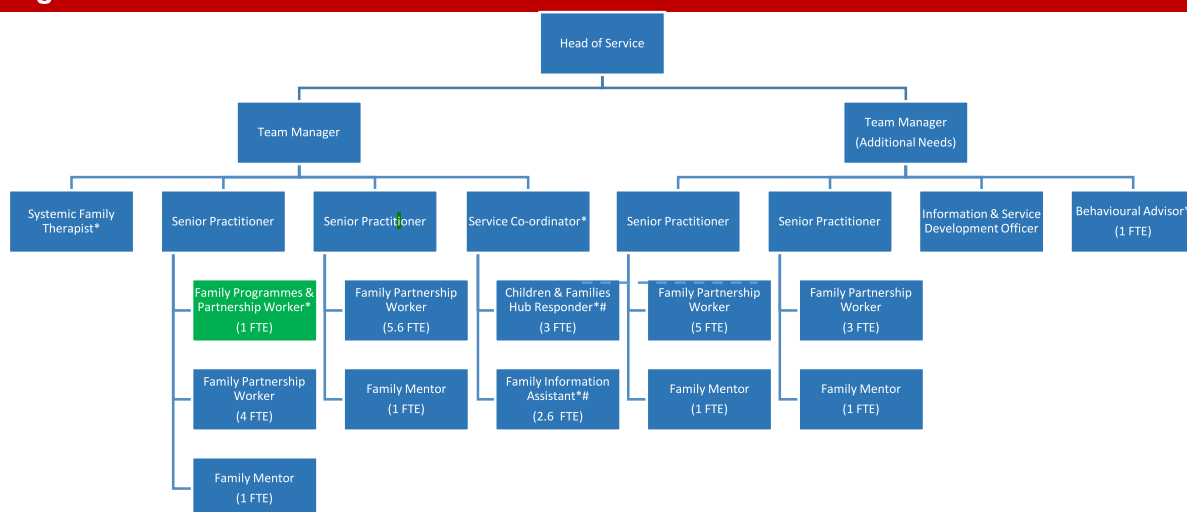 Head of Service
Team Manager
Team Manager
(Additional Needs)
Systemic Family
Therapist*
Senior Practitioner
Senior Practitioner
Service Co-ordinator*
Senior Practitioner
Senior Practitioner
Information & Service
Development Officer
Behavioural Advisor*
(1 FTE)
Family Programmes &
Partnership Worker*
(1 FTE)
Family Partnership
Worker
(5.6 FTE)
Children & Families
Hub Responder*#
(3 FTE)
Family Partnership
Worker
(5 FTE)
Family Partnership
Worker
(3 FTE)
Family Partnership
Worker
(4 FTE)
Family Mentor
(1 FTE)
Family Information
Assistant*#
(2.6 FTE)
Family Mentor
(1 FTE)
Family Mentor
(1 FTE)
Family Mentor
(1 FTE)